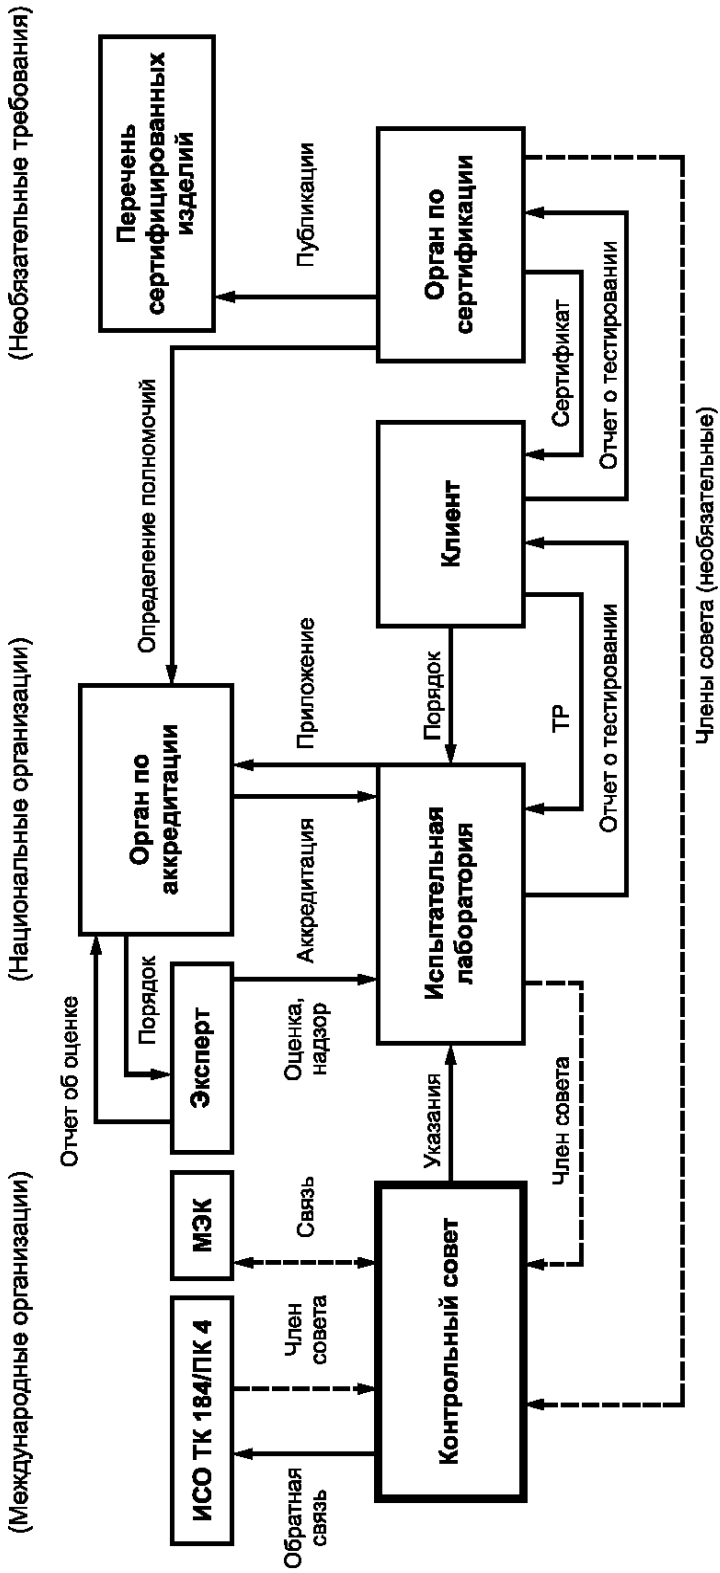 (Международные организации)
(Национальные организации)
(Необязательные требования)
Отчет об оценке
Порядок
Определение полномочий
Перечень
сертифицированных
изделий
ИСО ТК 184/ПК 4
МЭК
Эксперт
Орган по
аккредитации
Обратная
связь
Член
совета
Связь
Оценка,
надзор
Аккредитация
Приложение
Публикации
Контрольный совет
Указания
Испытательная
лаборатория
Порядок
Клиент
Орган по
сертификации
Член совета
ТР
Сертификат
Отчет о тестировании
Отчет о тестировании
Члены совета (необязательные)